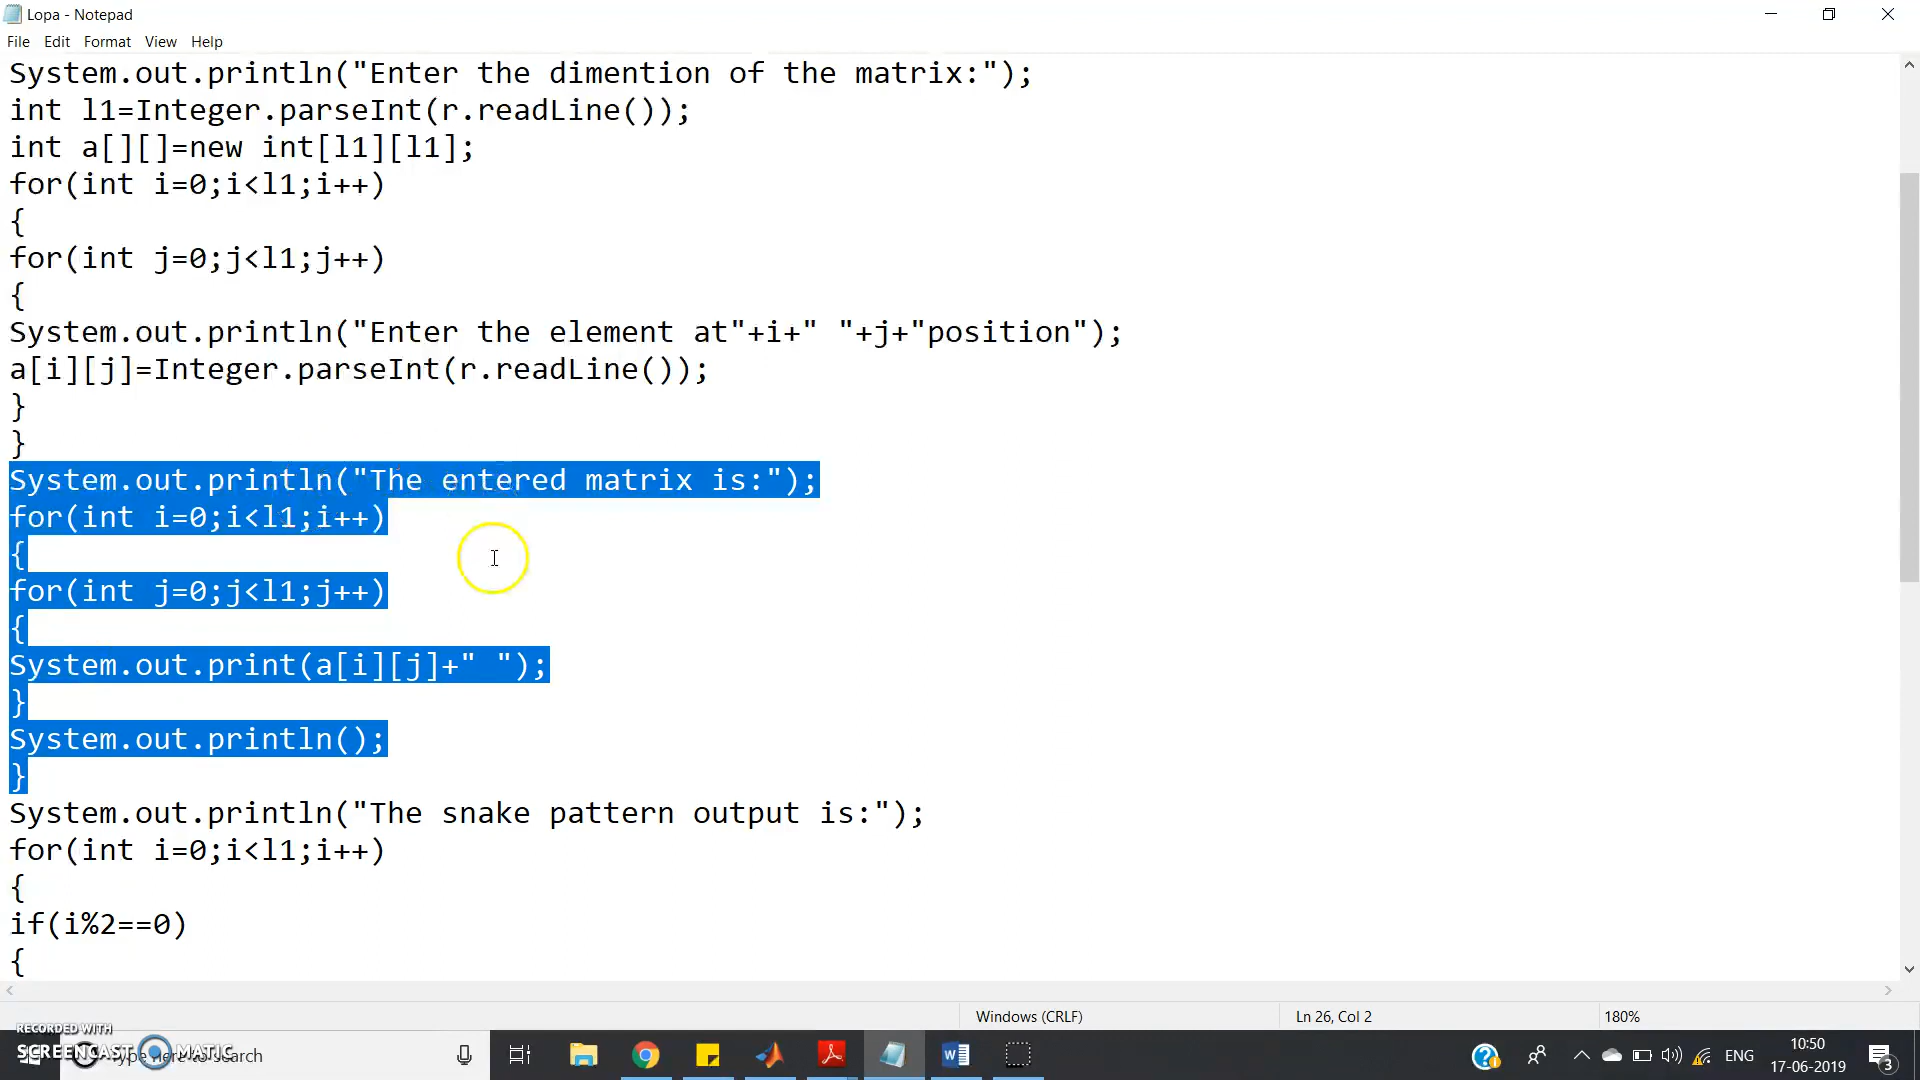 Lopa - Notepad
File Edit Format View Help
System.out.println("Enter the dimention of the matrix:");
int l1=Integer.parseInt(r.readLine());
int a[][]=new int[l1][l1];
for(int i=0;i<l1;i++)
{
for(int j=0;j<l1;j++)
{
System.out.println("Enter the element at"+i+" "+j+"position");
a[i][j]=Integer.parseInt(r.readLine());
}
}
System.out.println("The entered matrix is:");
for(int i=0;i<l1;i++)
{
for(int j=0;j<l1;j++)
{
System.out.print(a[i][j]+" ");
}
System.out.println();
}
System.out.println("The snake pattern output is:");
for(int i=0;i<l1;i++)
{
if(i%2==0)
{
Windows (CRLF) Ln 26, Col 2 180%
RECORDED WITH
SCREENCAST MATIC
Type here to search
ENG
10:50
17-06-2019
3